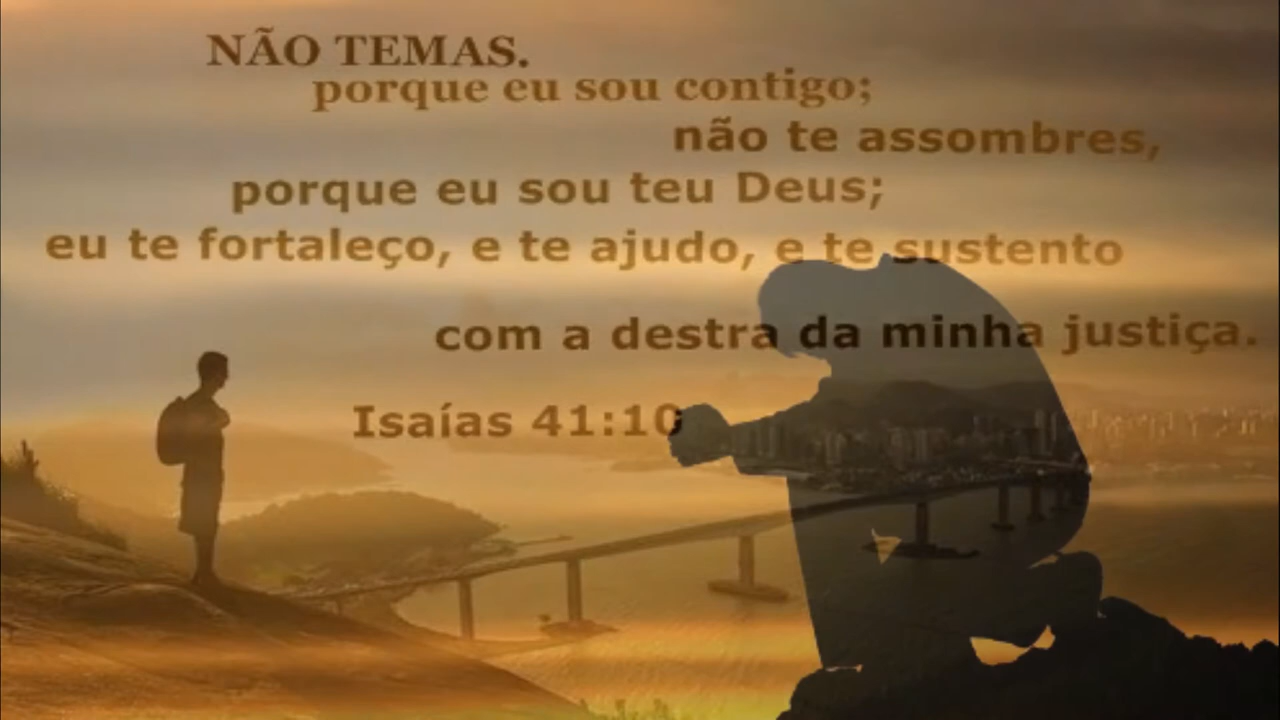 NÃO TEMAS.
porque eu sou contigo;
não te assombres,
porque eu sou teu Deus;
eu te fortaleço, e te ajudo, e te sustento
com a destra da minha justiça.
Isaías 41:10